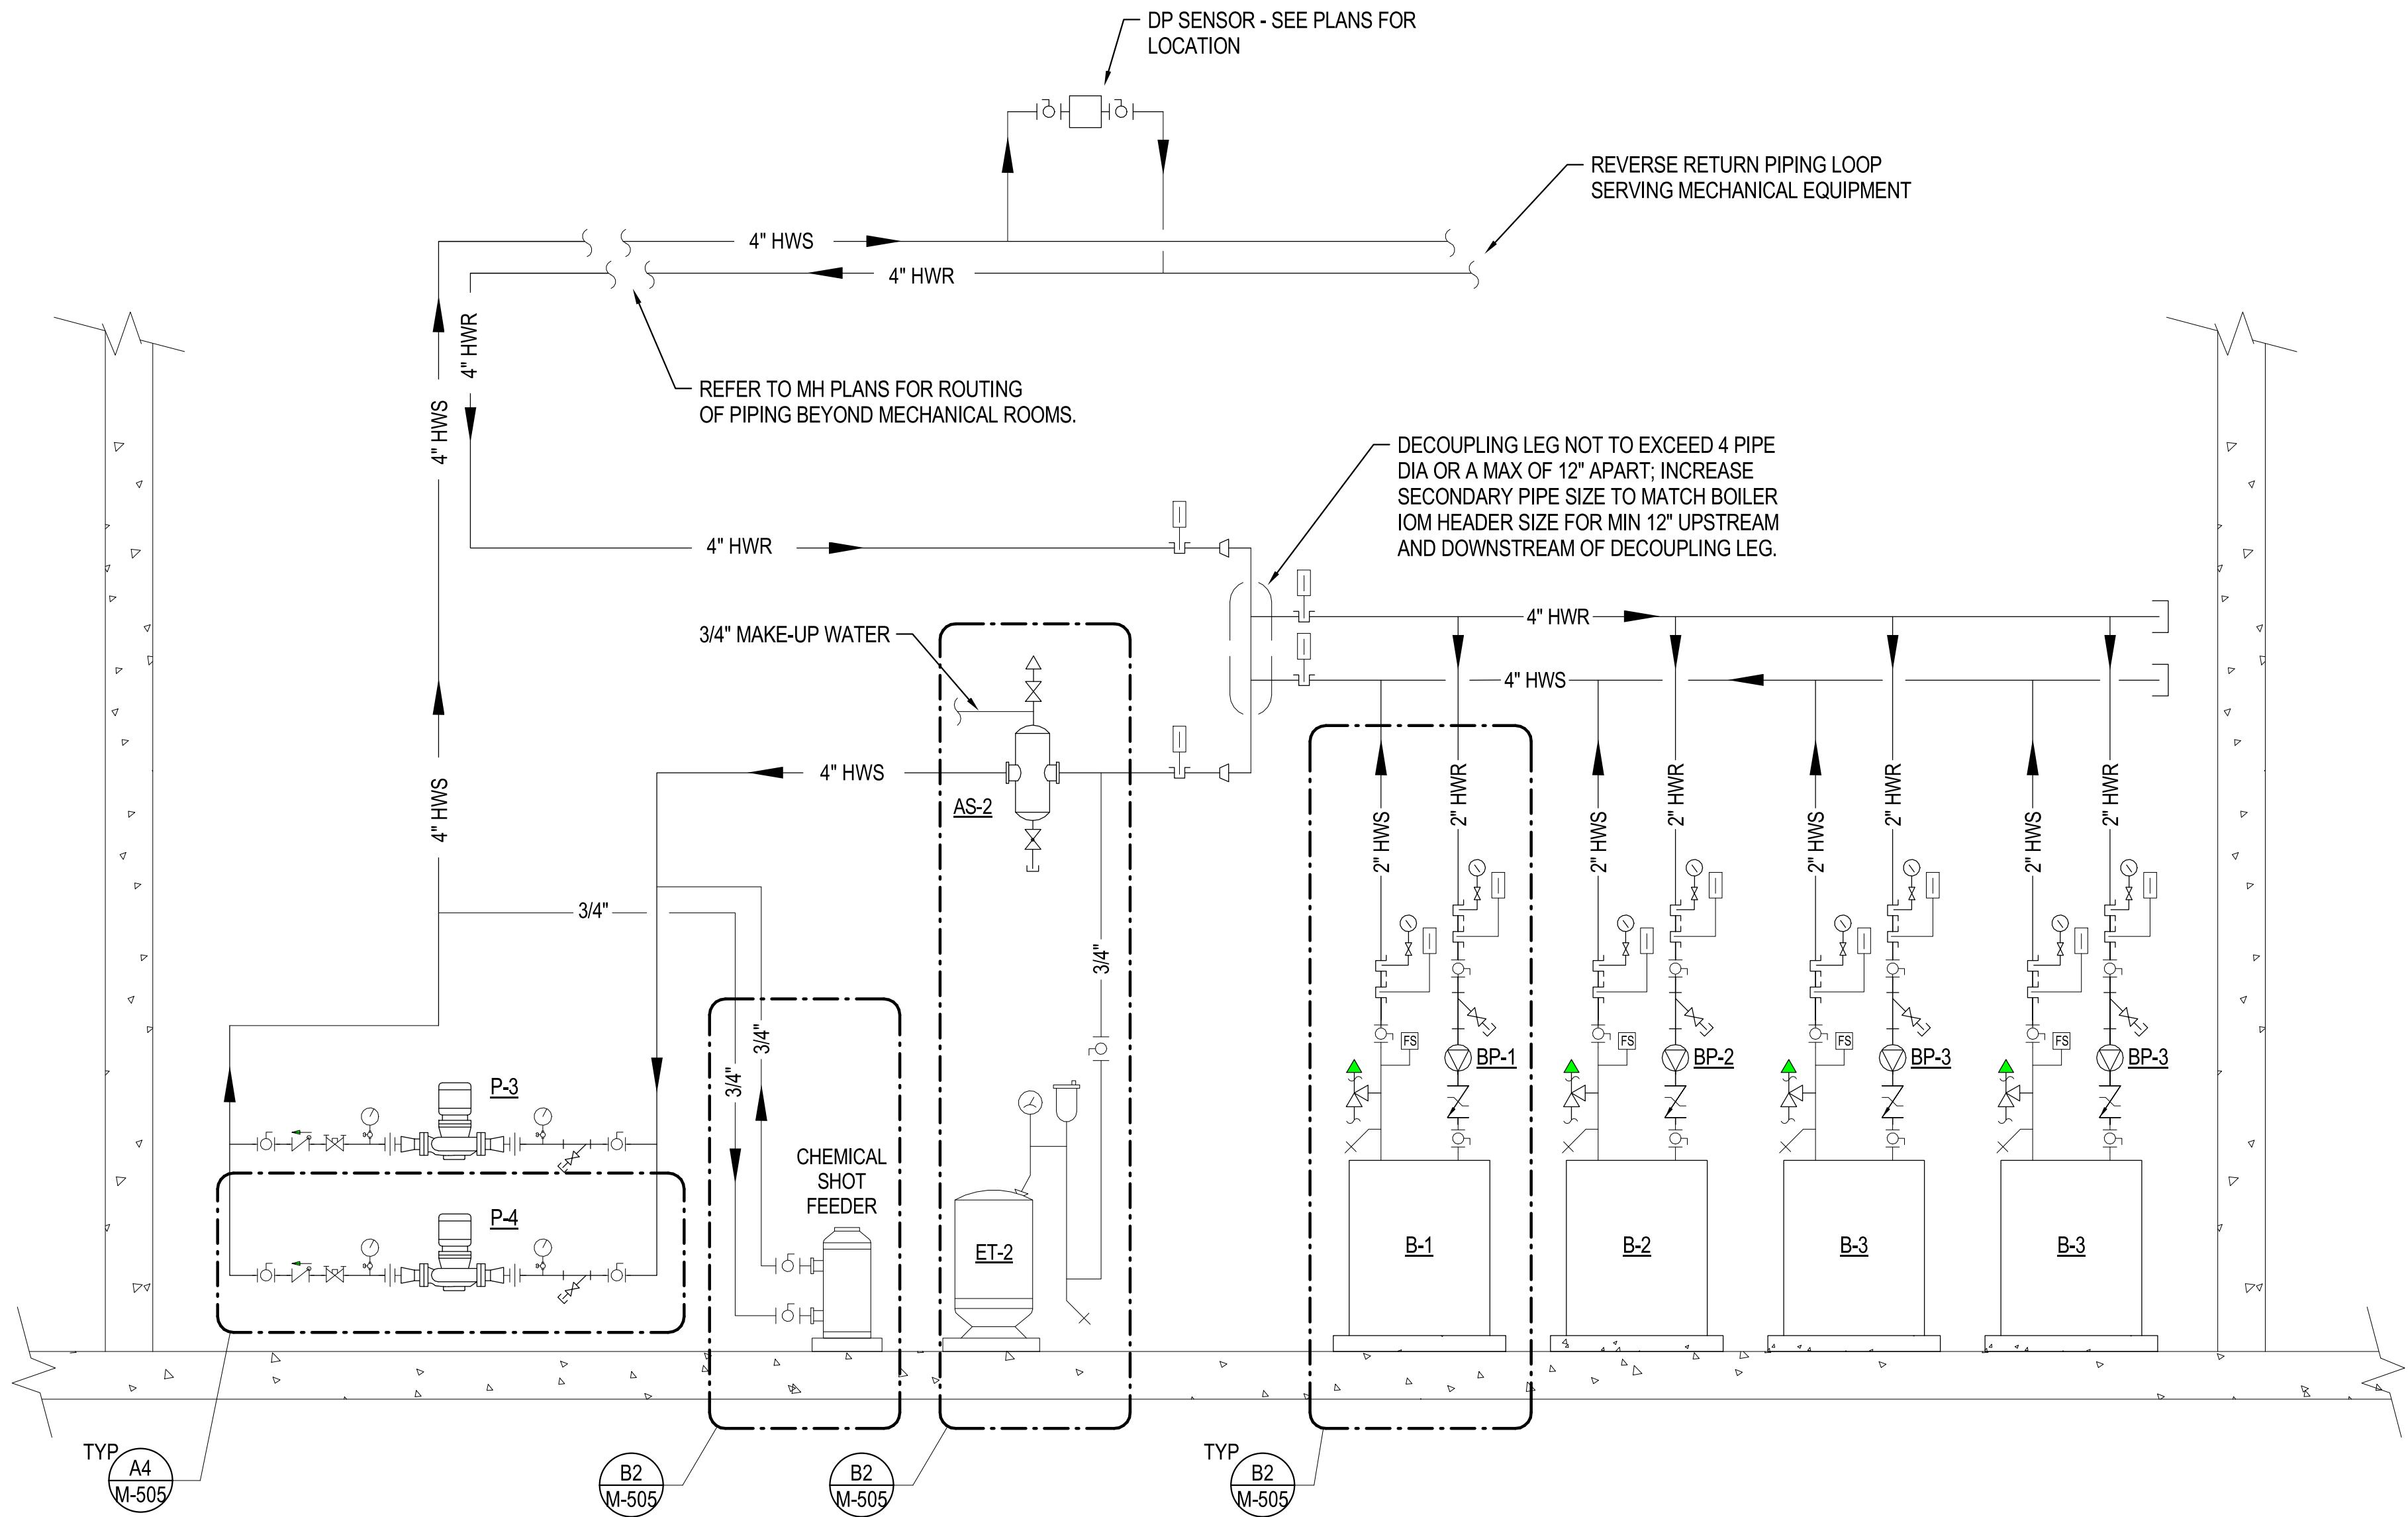 DP SENSOR - SEE PLANS FOR
LOCATION
REVERSE RETURN PIPING LOOP
SERVING MECHANICAL EQUIPMENT
4" HWS
4" HWR
4" HWR
4" HWS
REFER TO MH PLANS FOR ROUTING
OF PIPING BEYOND MECHANICAL ROOMS.
DECOUPLING LEG NOT TO EXCEED 4 PIPE
DIA OR A MAX OF 12" APART; INCREASE
SECONDARY PIPE SIZE TO MATCH BOILER
IOM HEADER SIZE FOR MIN 12" UPSTREAM
AND DOWNSTREAM OF DECOUPLING LEG.
4" HWR
4" HWR
3/4" MAKE-UP WATER
4" HWS
4" HWS
4" HWS
AS-2
2" HWS
2" HWR
2" HWS
2" HWR
2" HWS
2" HWR
2" HWS
2" HWR
3/4"
3/4"
3/4"
3/4"
FS
BP-1
FS
BP-2
FS
BP-3
FS
BP-3
P-3
P-4
CHEMICAL
SHOT
FEEDER
ET-2
B-1
B-2
B-3
B-3
TYP
A4
M-505
B2
M-505
B2
M-505
TYP
B2
M-505